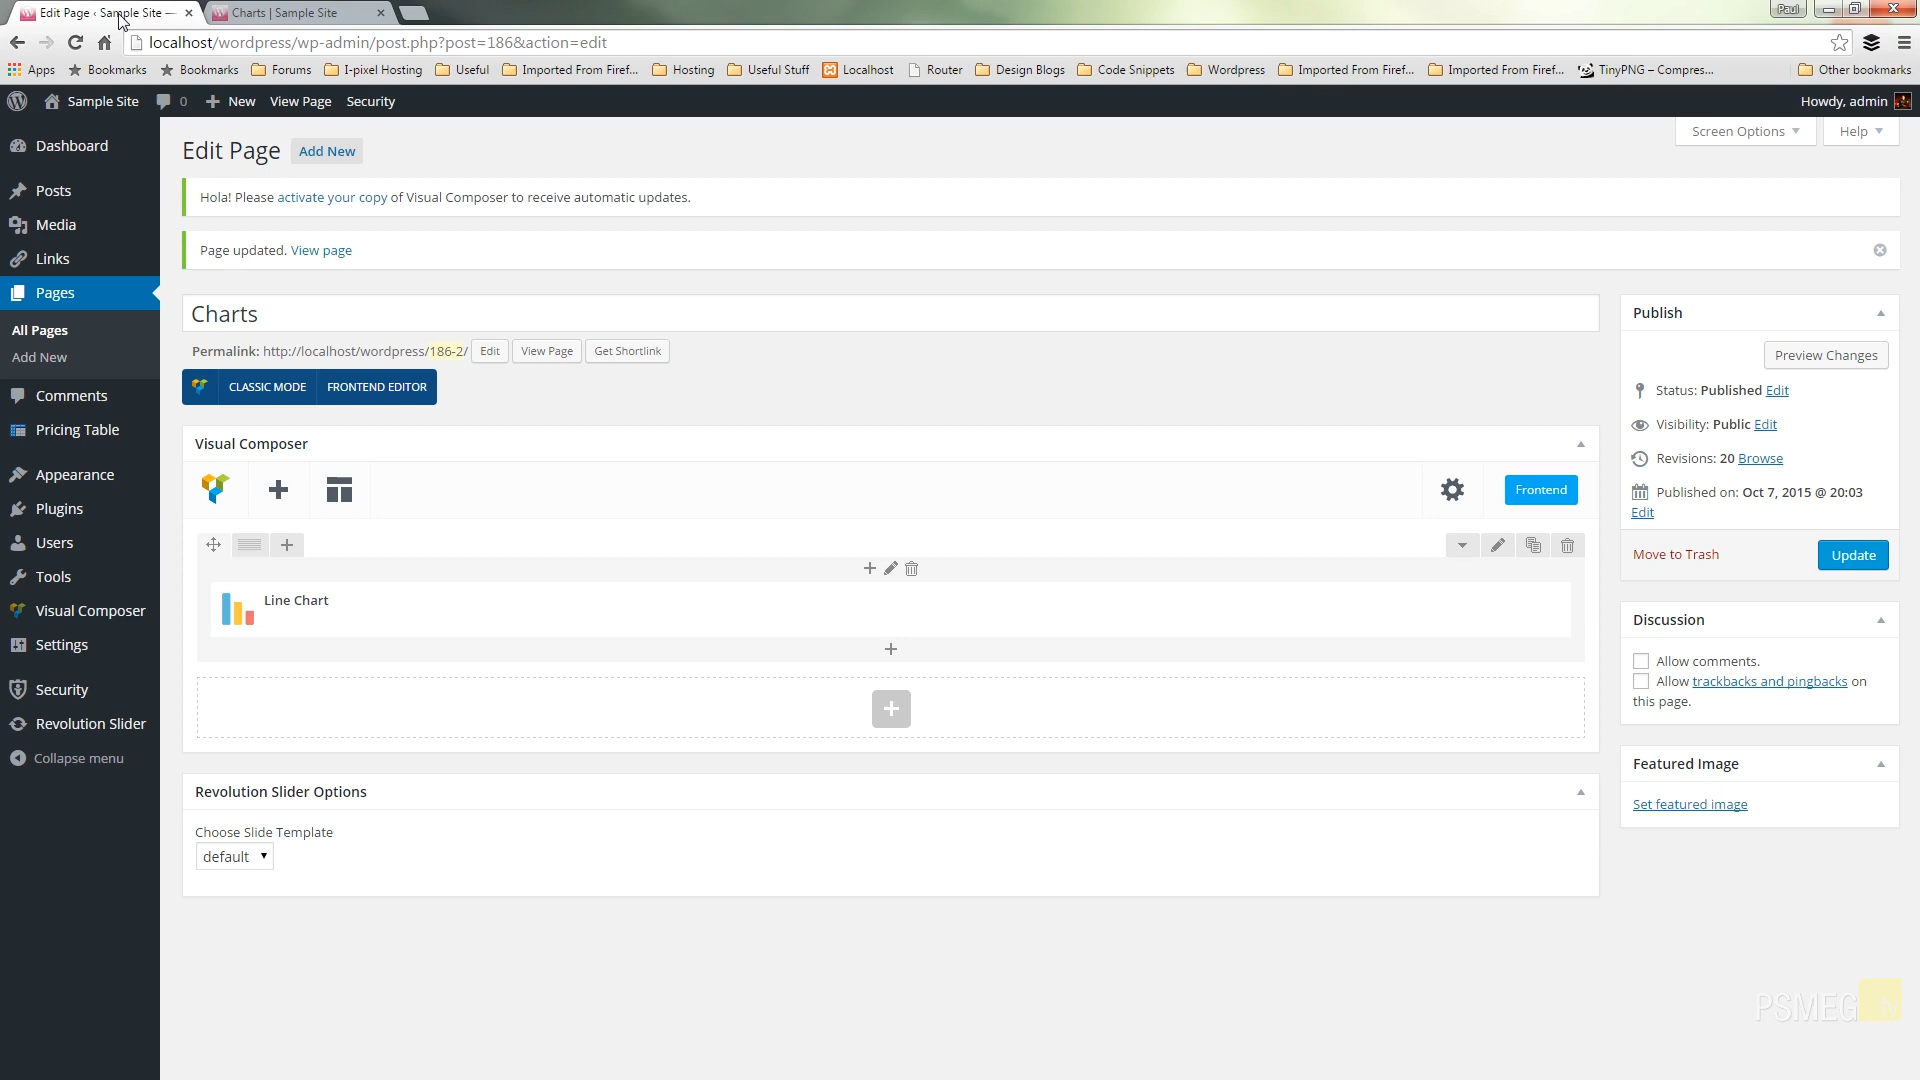 Edit Page ‹ Sample Site —
Charts | Sample Site
Paul
localhost/wordpress/wp-admin/post.php?post=186&action=edit
Apps Bookmarks Bookmarks Forums I-pixel Hosting Useful Imported From Firef... Hosting Useful Stuff Localhost Router Design Blogs Code Snippets Wordpress Imported From Firef... Imported From Firef... TinyPNG – Compres... Other bookmarks
Sample Site 0 New View Page Security Howdy, admin
Screen Options Help
Dashboard
Posts
Media
Links
Pages
All Pages
Add New
Comments
Pricing Table
Appearance
Plugins
Users
Tools
Visual Composer
Settings
Security
Revolution Slider
Collapse menu
Edit Page Add New
Hola! Please activate your copy of Visual Composer to receive automatic updates.
Page updated. View page
Charts
Permalink: http://localhost/wordpress/186-2/ Edit View Page Get Shortlink
CLASSIC MODE FRONTEND EDITOR
Visual Composer
Frontend
Line Chart
Revolution Slider Options
Choose Slide Template
default
Publish
Preview Changes
Status: Published Edit
Visibility: Public Edit
Revisions: 20 Browse
Published on: Oct 7, 2015 @ 20:03
Edit
Move to Trash Update
Discussion
Allow comments.
Allow trackbacks and pingbacks on
this page.
Featured Image
Set featured image
PSMEG tv